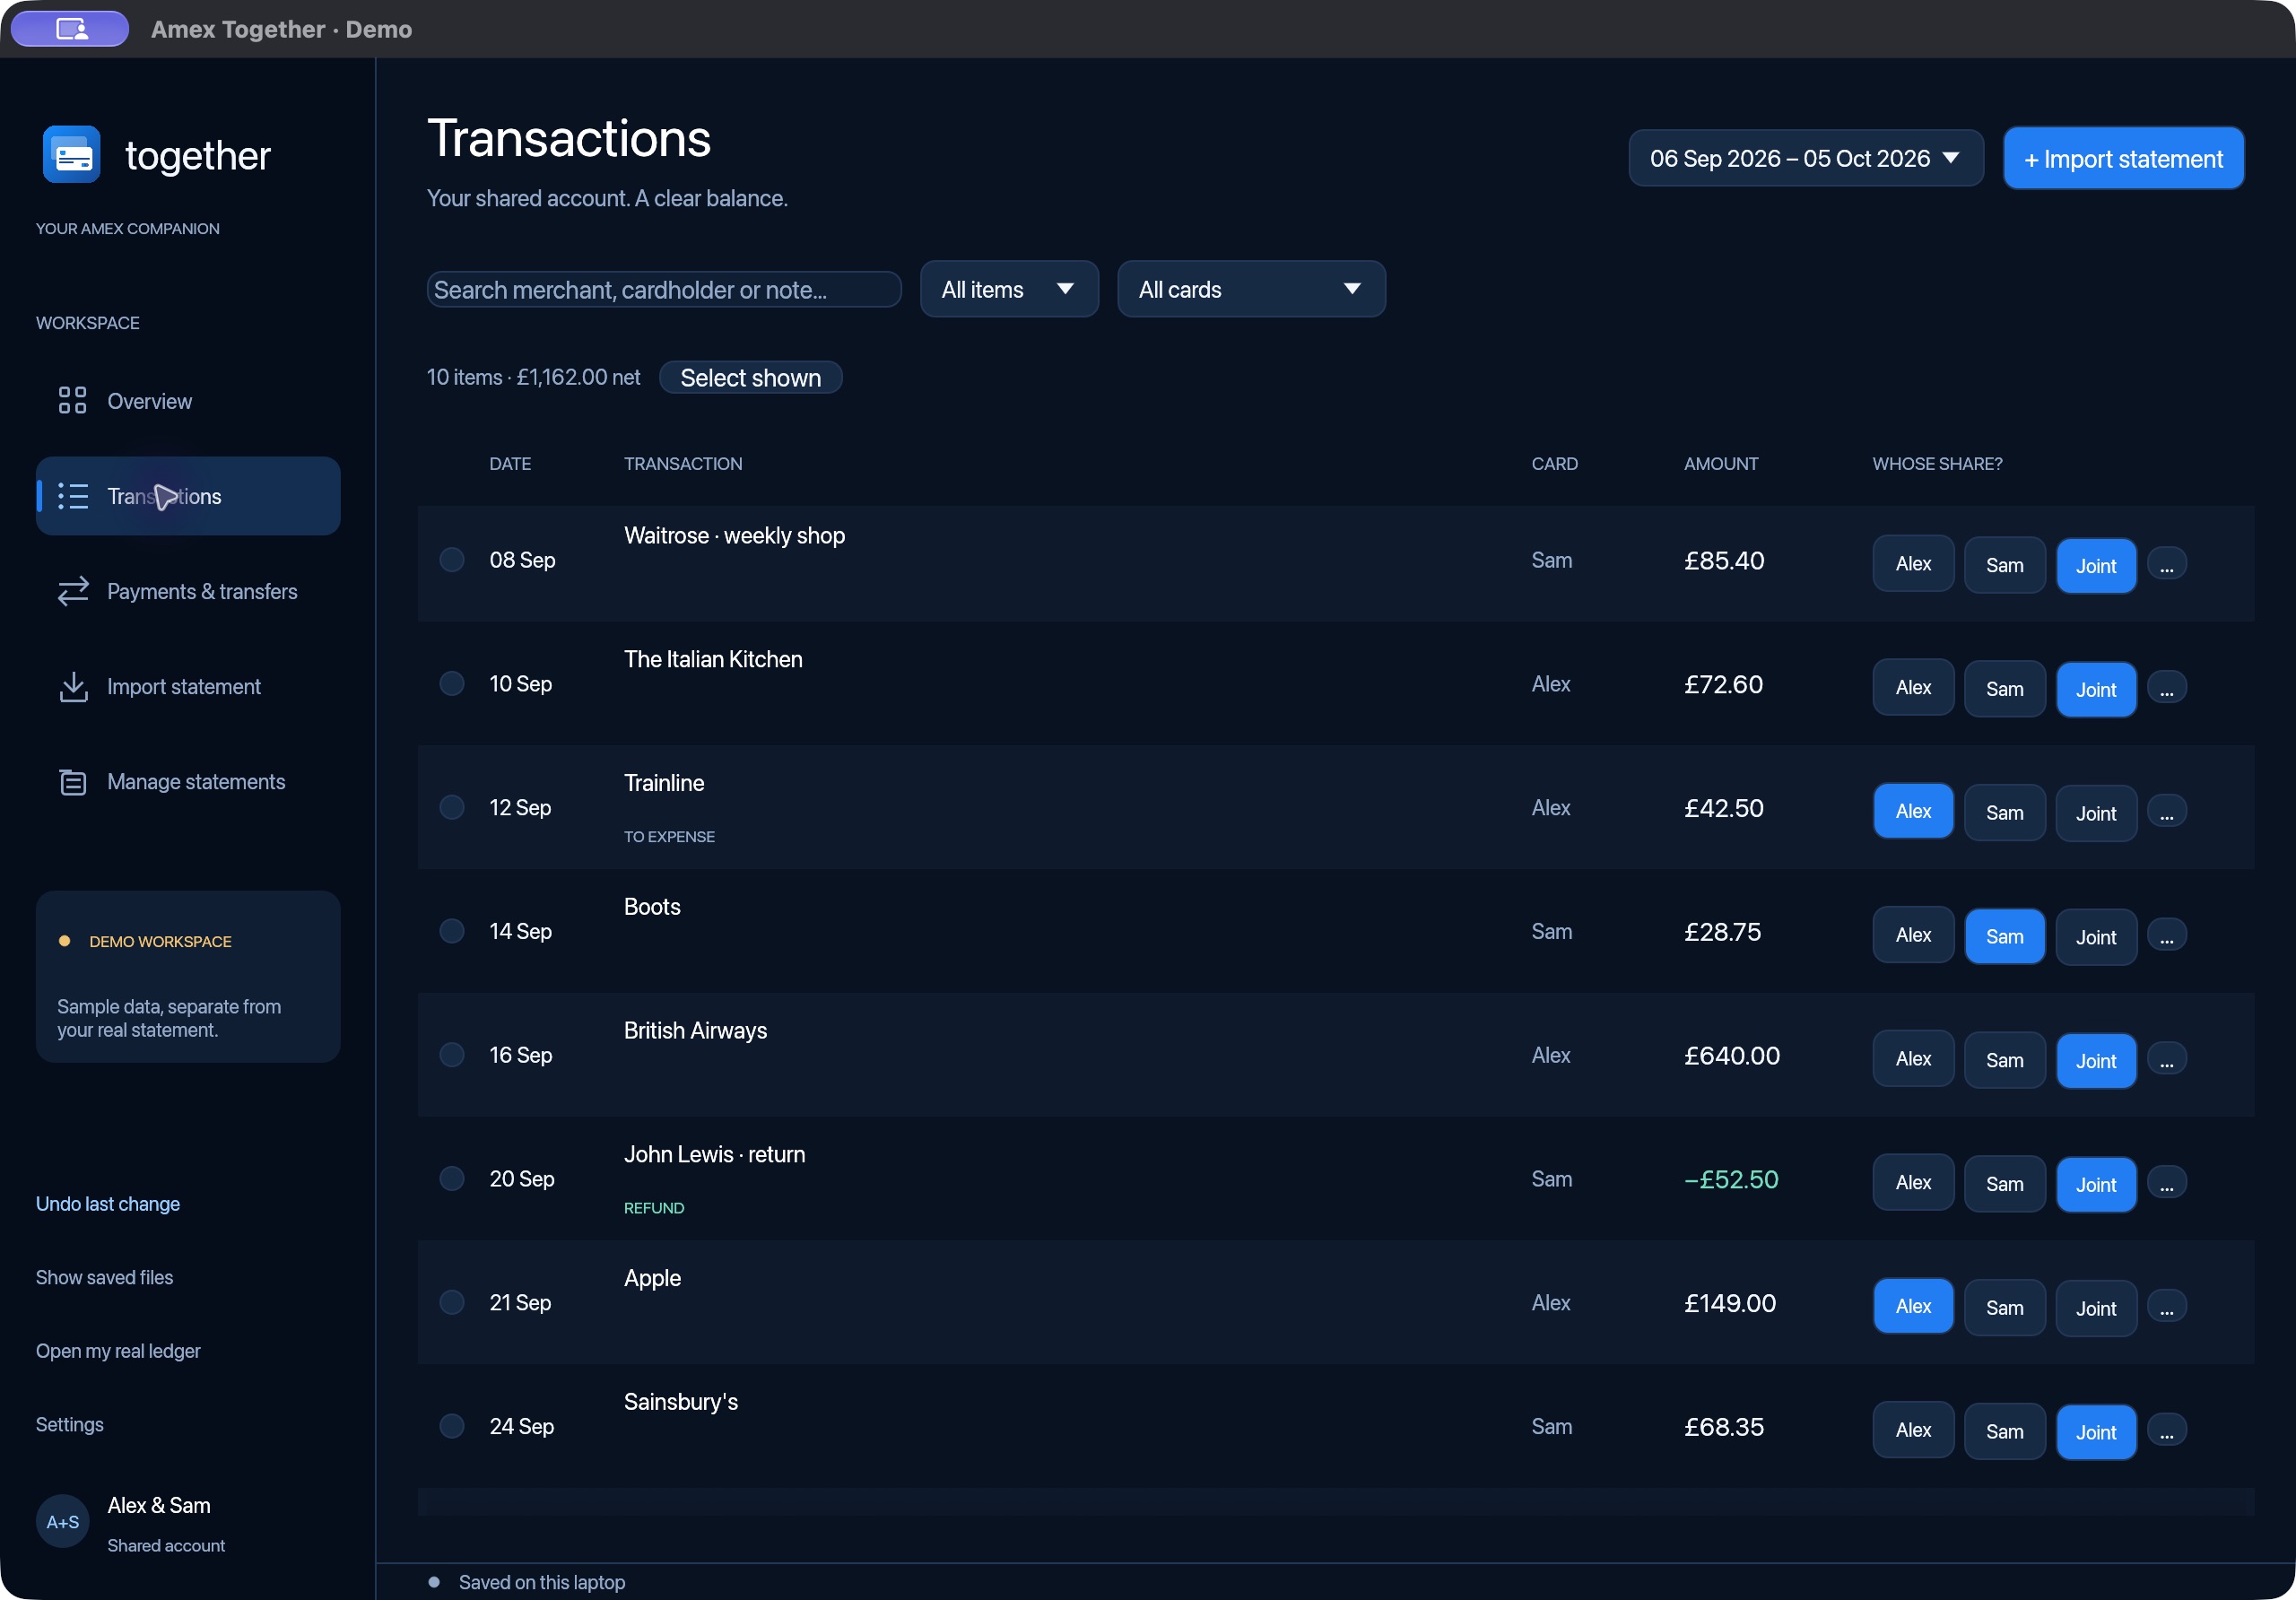 Amex Together · Demo
together
YOUR AMEX COMPANION
WORKSPACE
Overview
Transactions
Payments & transfers
Import statement
Manage statements
DEMO WORKSPACE
Sample data, separate from
your real statement.
Undo last change
Show saved files
Open my real ledger
Settings
A+S
Alex & Sam
Shared account
Transactions
Your shared account. A clear balance.
06 Sep 2026 – 05 Oct 2026
+ Import statement
Search merchant, cardholder or note...
All items
All cards
10 items · £1,162.00 net
Select shown
DATE TRANSACTION CARD AMOUNT WHOSE SHARE?
08 Sep Waitrose · weekly shop Sam £85.40 Alex Sam Joint ...
10 Sep The Italian Kitchen Alex £72.60 Alex Sam Joint ...
12 Sep Trainline Alex £42.50 Alex Sam Joint ...
TO EXPENSE
14 Sep Boots Sam £28.75 Alex Sam Joint ...
16 Sep British Airways Alex £640.00 Alex Sam Joint ...
20 Sep John Lewis · return Sam –£52.50 Alex Sam Joint ...
REFUND
21 Sep Apple Alex £149.00 Alex Sam Joint ...
24 Sep Sainsbury's Sam £68.35 Alex Sam Joint ...
Saved on this laptop